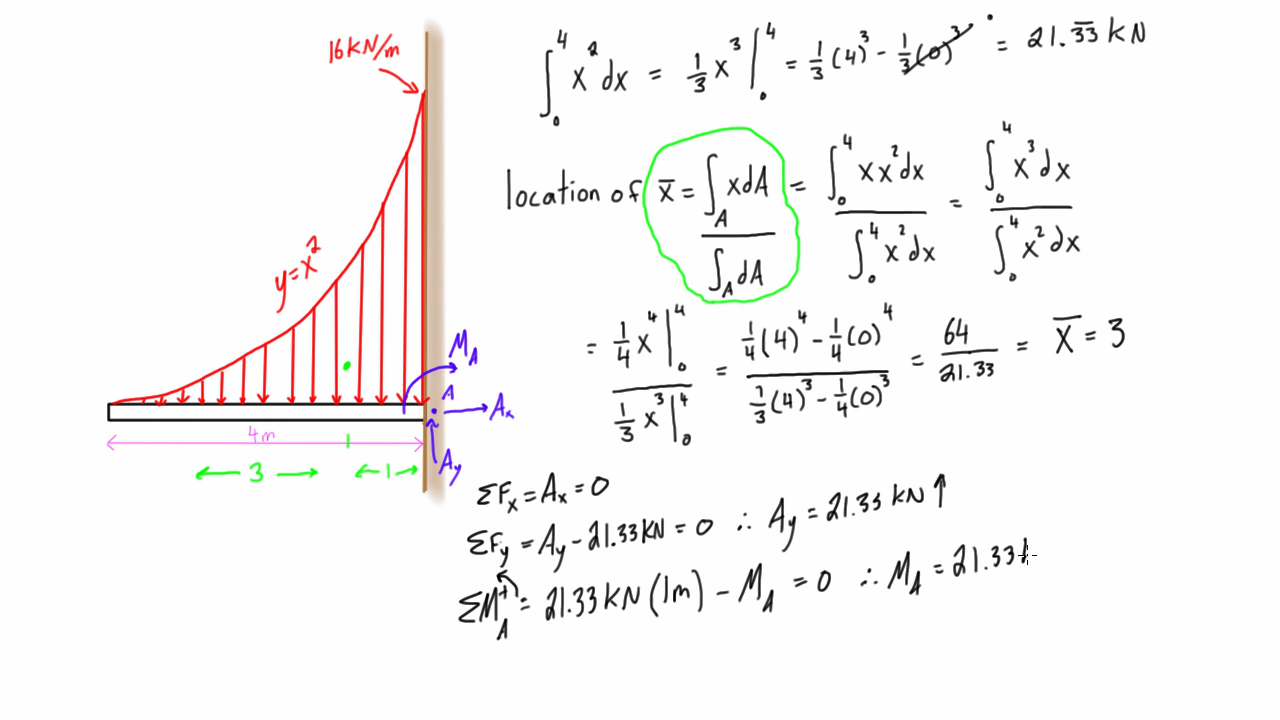 16 kN/m
y=x²
M_A
A
A_x
A_y
4m
3
1
∫₀⁴ x² dx = 1/3 x³ |₀⁴ = 1/3 (4)³ - 1/3 (0)³ = 21.3̅3̅ kN
location of x̅ = ∫_A x dA / ∫_A dA = ∫₀⁴ x x² dx / ∫₀⁴ x² dx = ∫₀⁴ x³ dx / ∫₀⁴ x² dx
= 1/4 x⁴ |₀⁴ / 1/3 x³ |₀⁴ = 1/4 (4)⁴ - 1/4 (0)⁴ / 1/3 (4)³ - 1/4 (0)³ = 64 / 21.33 = x̅ = 3
ΣF_x = A_x = 0
ΣF_y = A_y - 21.33 kN = 0 ∴ A_y = 21.33 kN ↑
ΣM_A⁺ = 21.33 kN (1m) - M_A = 0 ∴ M_A = 21.33